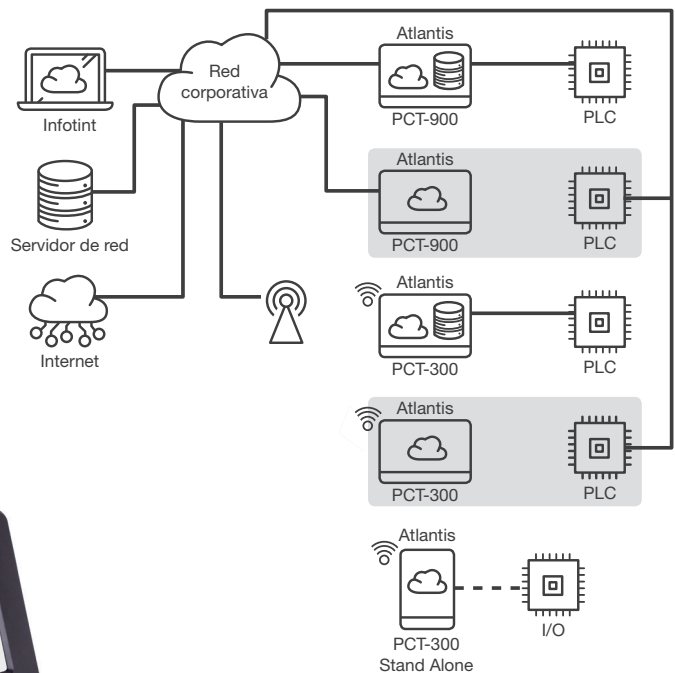 Red
corporativa
Infotint
Servidor de red
Internet
Atlantis
PCT-900
PLC
Atlantis
PCT-900
PLC
Atlantis
PCT-300
PLC
Atlantis
PCT-300
PLC
Atlantis
PCT-300
Stand Alone
I/O